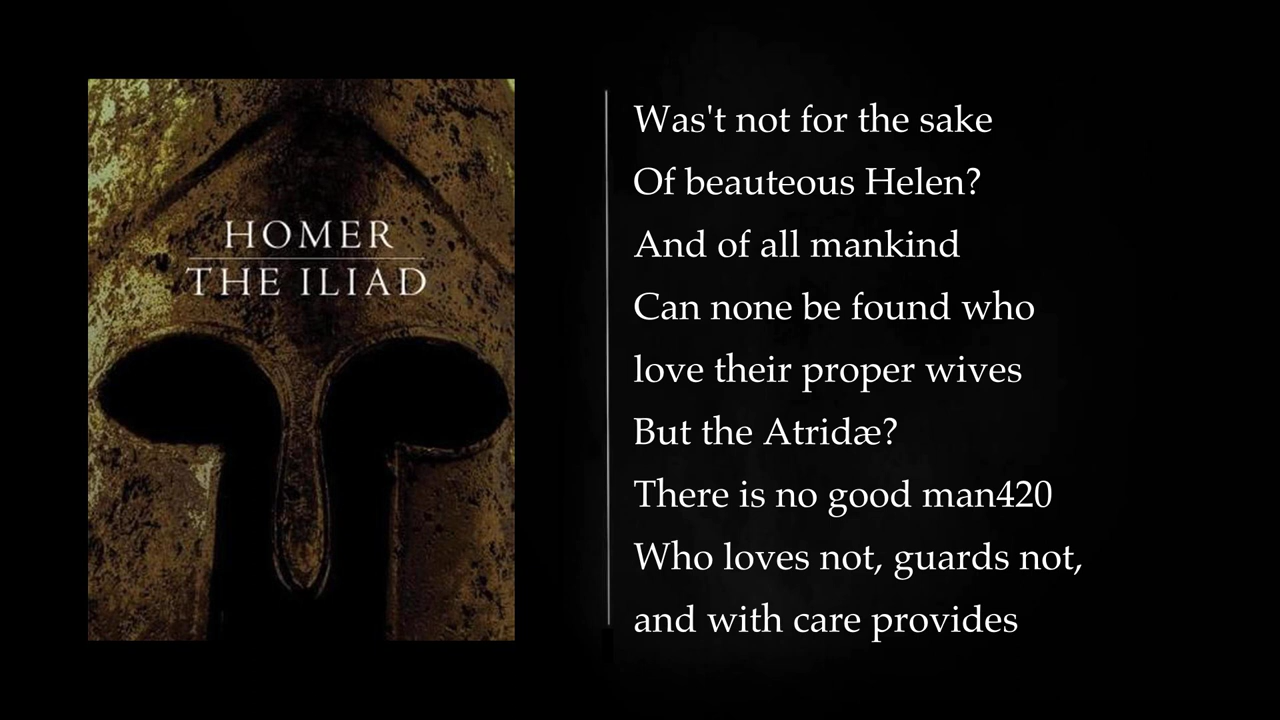 HOMER
THE ILIAD
Was't not for the sake
Of beauteous Helen?
And of all mankind
Can none be found who
love their proper wives
But the Atridæ?
There is no good man420
Who loves not, guards not,
and with care provides